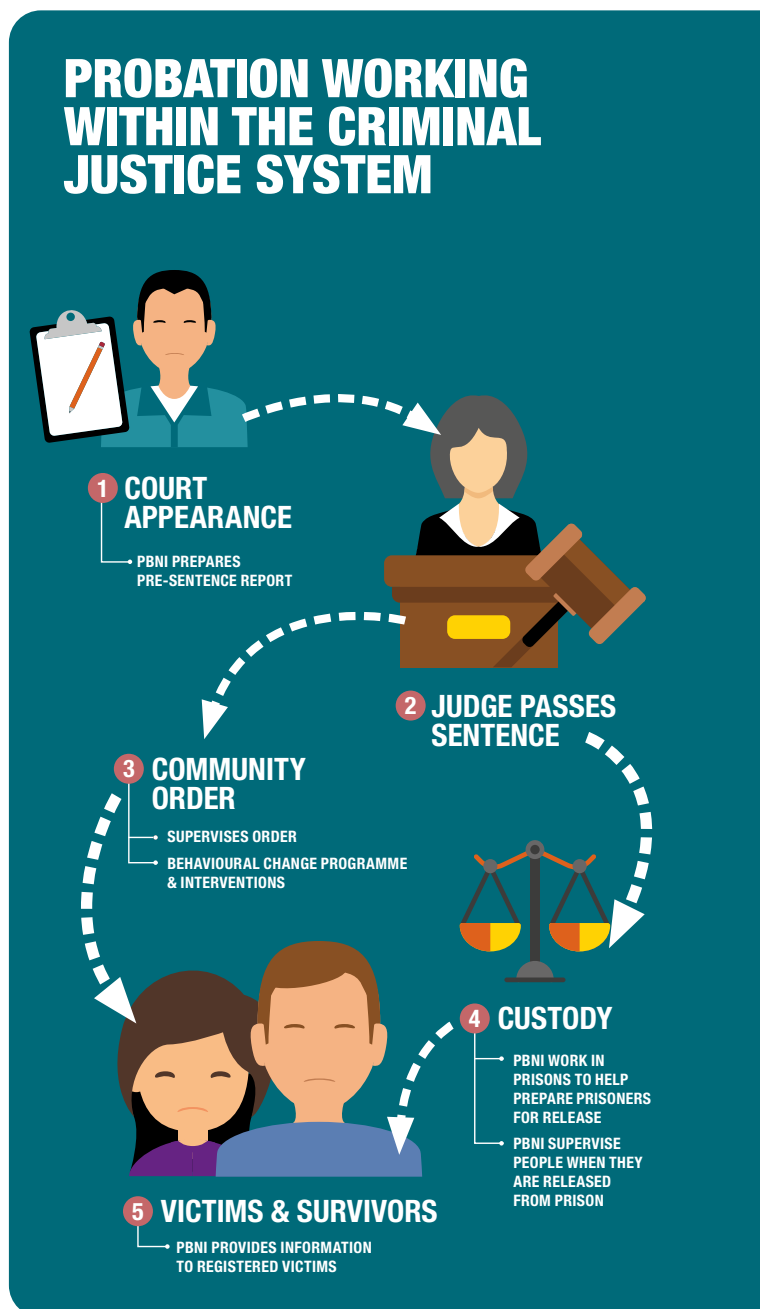 PROBATION WORKING
WITHIN THE CRIMINAL
JUSTICE SYSTEM
1 COURT
APPEARANCE
PBNI PREPARES
PRE-SENTENCE REPORT
2 JUDGE PASSES
SENTENCE
3 COMMUNITY
ORDER
SUPERVISES ORDER
BEHAVIOURAL CHANGE PROGRAMME
& INTERVENTIONS
4 CUSTODY
PBNI WORK IN
PRISONS TO HELP
PREPARE PRISONERS
FOR RELEASE
PBNI SUPERVISE
PEOPLE WHEN THEY
ARE RELEASED
FROM PRISON
5 VICTIMS & SURVIVORS
PBNI PROVIDES INFORMATION
TO REGISTERED VICTIMS